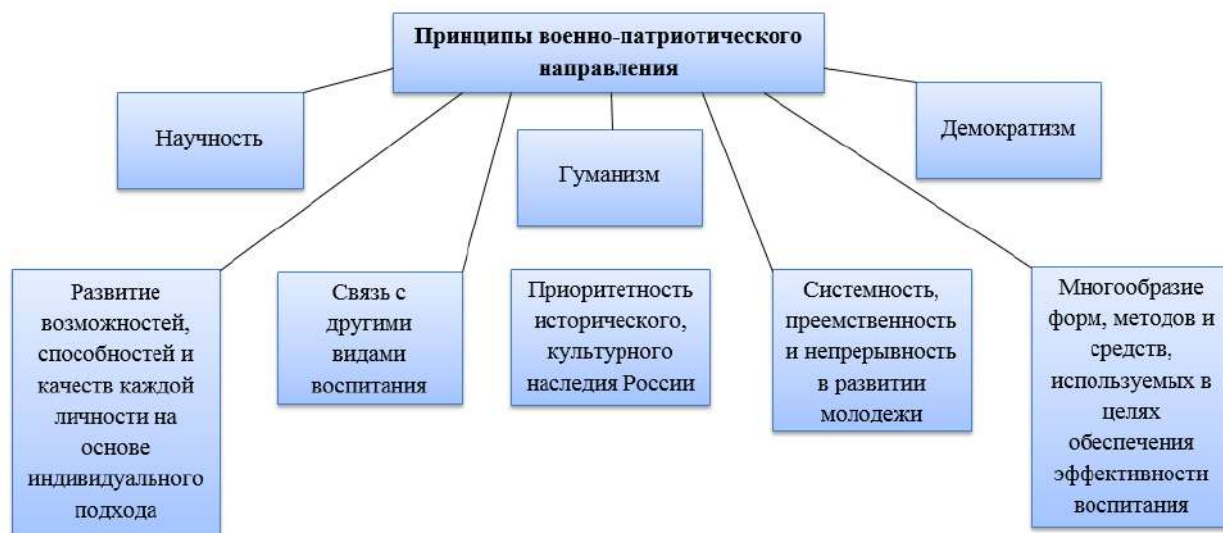 Принципы военно-патриотического
направления
Научность
Гуманизм
Демократизм
Развитие
возможностей,
способностей и
качеств каждой
личности на
основе
индивидуального
подхода
Связь с
другими
видами
воспитания
Приоритетность
исторического,
культурного
наследия России
Системность,
преемственность
и непрерывность
в развитии
молодежи
Многообразие
форм, методов и
средств,
используемых в
целях
обеспечения
эффективности
воспитания